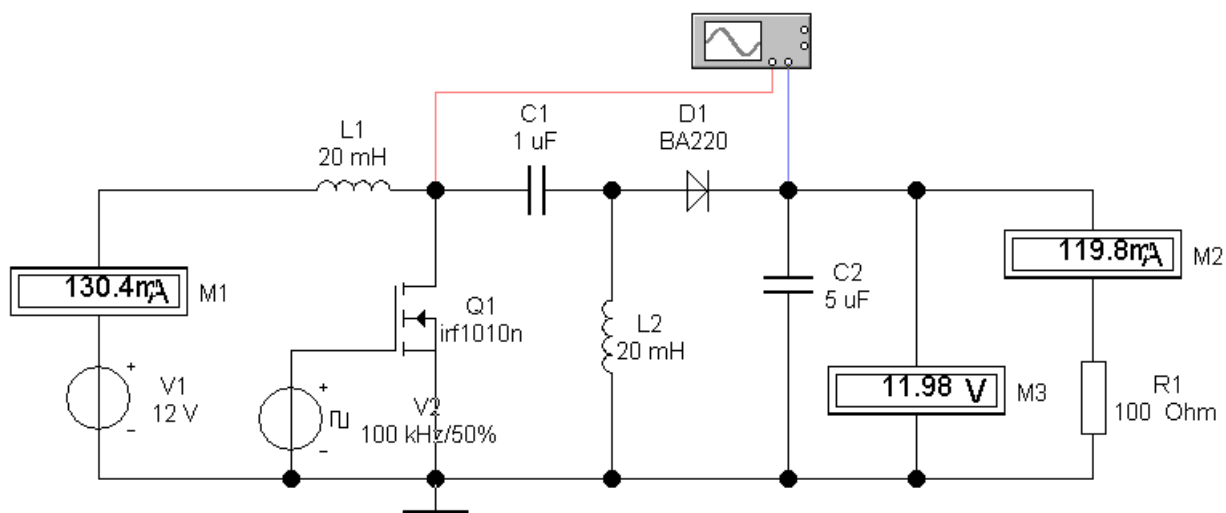 C1
1 uF
D1
BA220
L1
20 mH
130.4mA
M1
119.8mA
M2
C2
5 uF
Q1
irf1010n
L2
20 mH
V1
12 V
V2
100 kHz/50%
11.98 V
M3
R1
100 Ohm
+
-
+
-